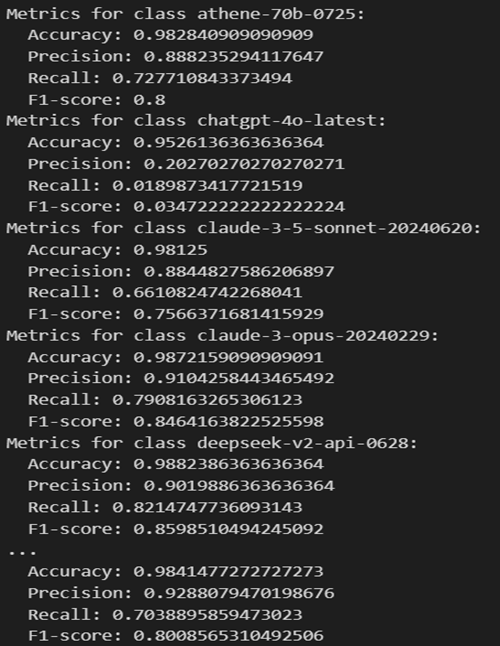 Metrics for class athene-70b-0725:
Accuracy: 0.982840909090909
Precision: 0.888235294117647
Recall: 0.727710843373494
F1-score: 0.8
Metrics for class chatgpt-4o-latest:
Accuracy: 0.9526136363636364
Precision: 0.20270270270270271
Recall: 0.0189873417721519
F1-score: 0.034722222222222224
Metrics for class claude-3-5-sonnet-20240620:
Accuracy: 0.98125
Precision: 0.8844827586206897
Recall: 0.6610824742268041
F1-score: 0.7566371681415929
Metrics for class claude-3-opus-20240229:
Accuracy: 0.9872159090909091
Precision: 0.9104258443465492
Recall: 0.7908163265306123
F1-score: 0.8464163822525598
Metrics for class deepseek-v2-api-0628:
Accuracy: 0.9882386363636364
Precision: 0.9019886363636364
Recall: 0.8214747736093143
F1-score: 0.8598510494245092
...
Accuracy: 0.9841477272727273
Precision: 0.9288079470198676
Recall: 0.7038895859473023
F1-score: 0.8008565310492506